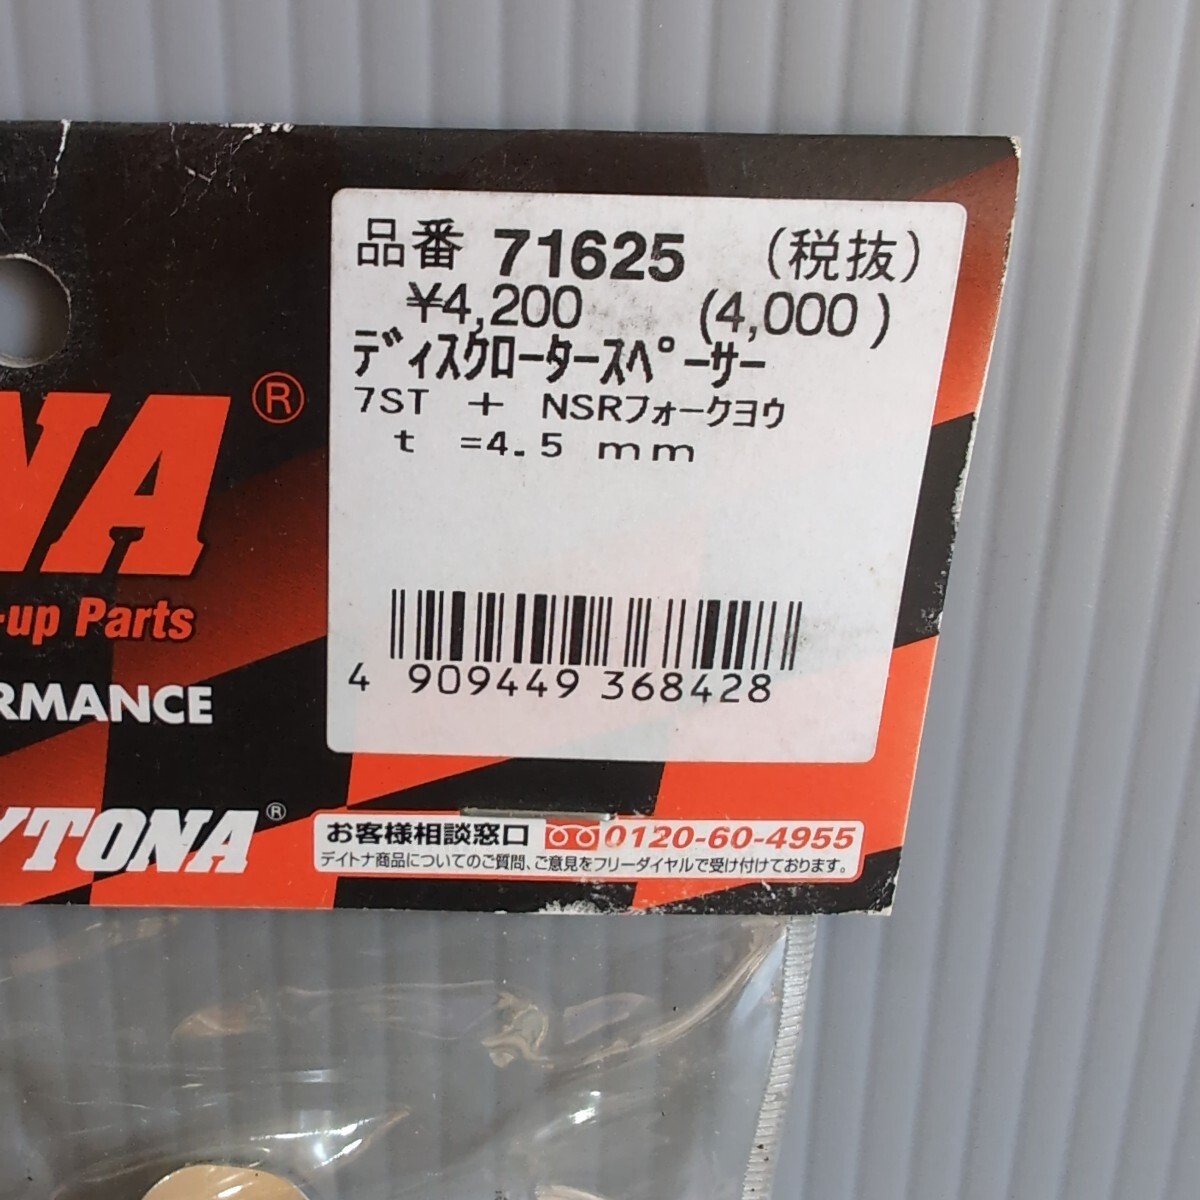 品番 71625 (税抜)
¥4,200 (4,000)
ディスクロータースペーサー
7ST + NSRフォークヨウ
t =4.5 mm
4 909449 368428
NA®
-up Parts
RMANCE
YTONA®
お客様相談窓口 0120-60-4955
デイトナ商品についてのご質問、ご意見をフリーダイヤルで受け付けております。